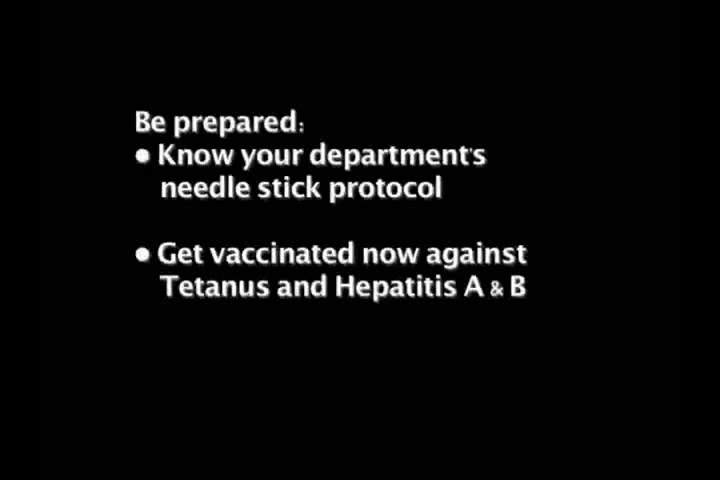 Be prepared:
• Know your department's
needle stick protocol
• Get vaccinated now against
Tetanus and Hepatitis A & B